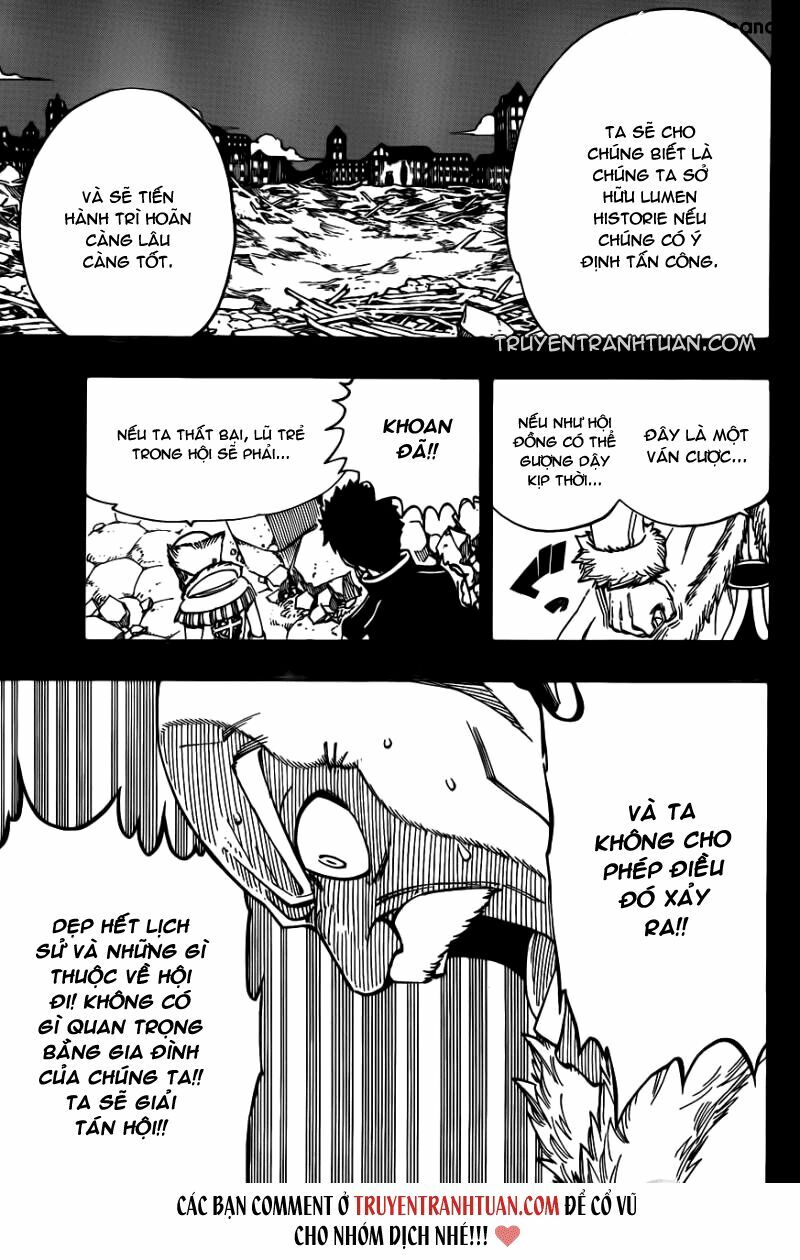 TA SẼ CHO
CHÚNG BIẾT LÀ
CHÚNG TA SỞ
HỮU LUMEN
HISTORIE NẾU
CHÚNG CÓ Ý
ĐỊNH TẤN CÔNG.
VÀ SẼ TIẾN
HÀNH TRÌ HOÃN
CÀNG LÂU
CÀNG TỐT.
TRUYENTRANHTUAN.COM
ĐÂY LÀ MỘT
VÁN CƯỢC...
NẾU NHƯ HỘI
ĐỒNG CÓ THỂ
GƯỢNG DẬY
KỊP THỜI...
KHOAN
ĐÃ!!
NẾU TA THẤT BẠI, LŨ TRẺ
TRONG HỘI SẼ PHẢI...
VÀ TA
KHÔNG CHO
PHÉP ĐIỀU
ĐÓ XẢY
RA!!
DẸP HẾT LỊCH
SỬ VÀ NHỮNG GÌ
THUỘC VỀ HỘI
ĐI! KHÔNG CÓ
GÌ QUAN TRỌNG
BẰNG GIA ĐÌNH
CỦA CHÚNG TA!!
TA SẼ GIẢI
TÁN HỘI!!
CÁC BẠN COMMENT Ở TRUYENTRANHTUAN.COM ĐỂ CỔ VŨ
CHO NHÓM DỊCH NHÉ!!! ❤